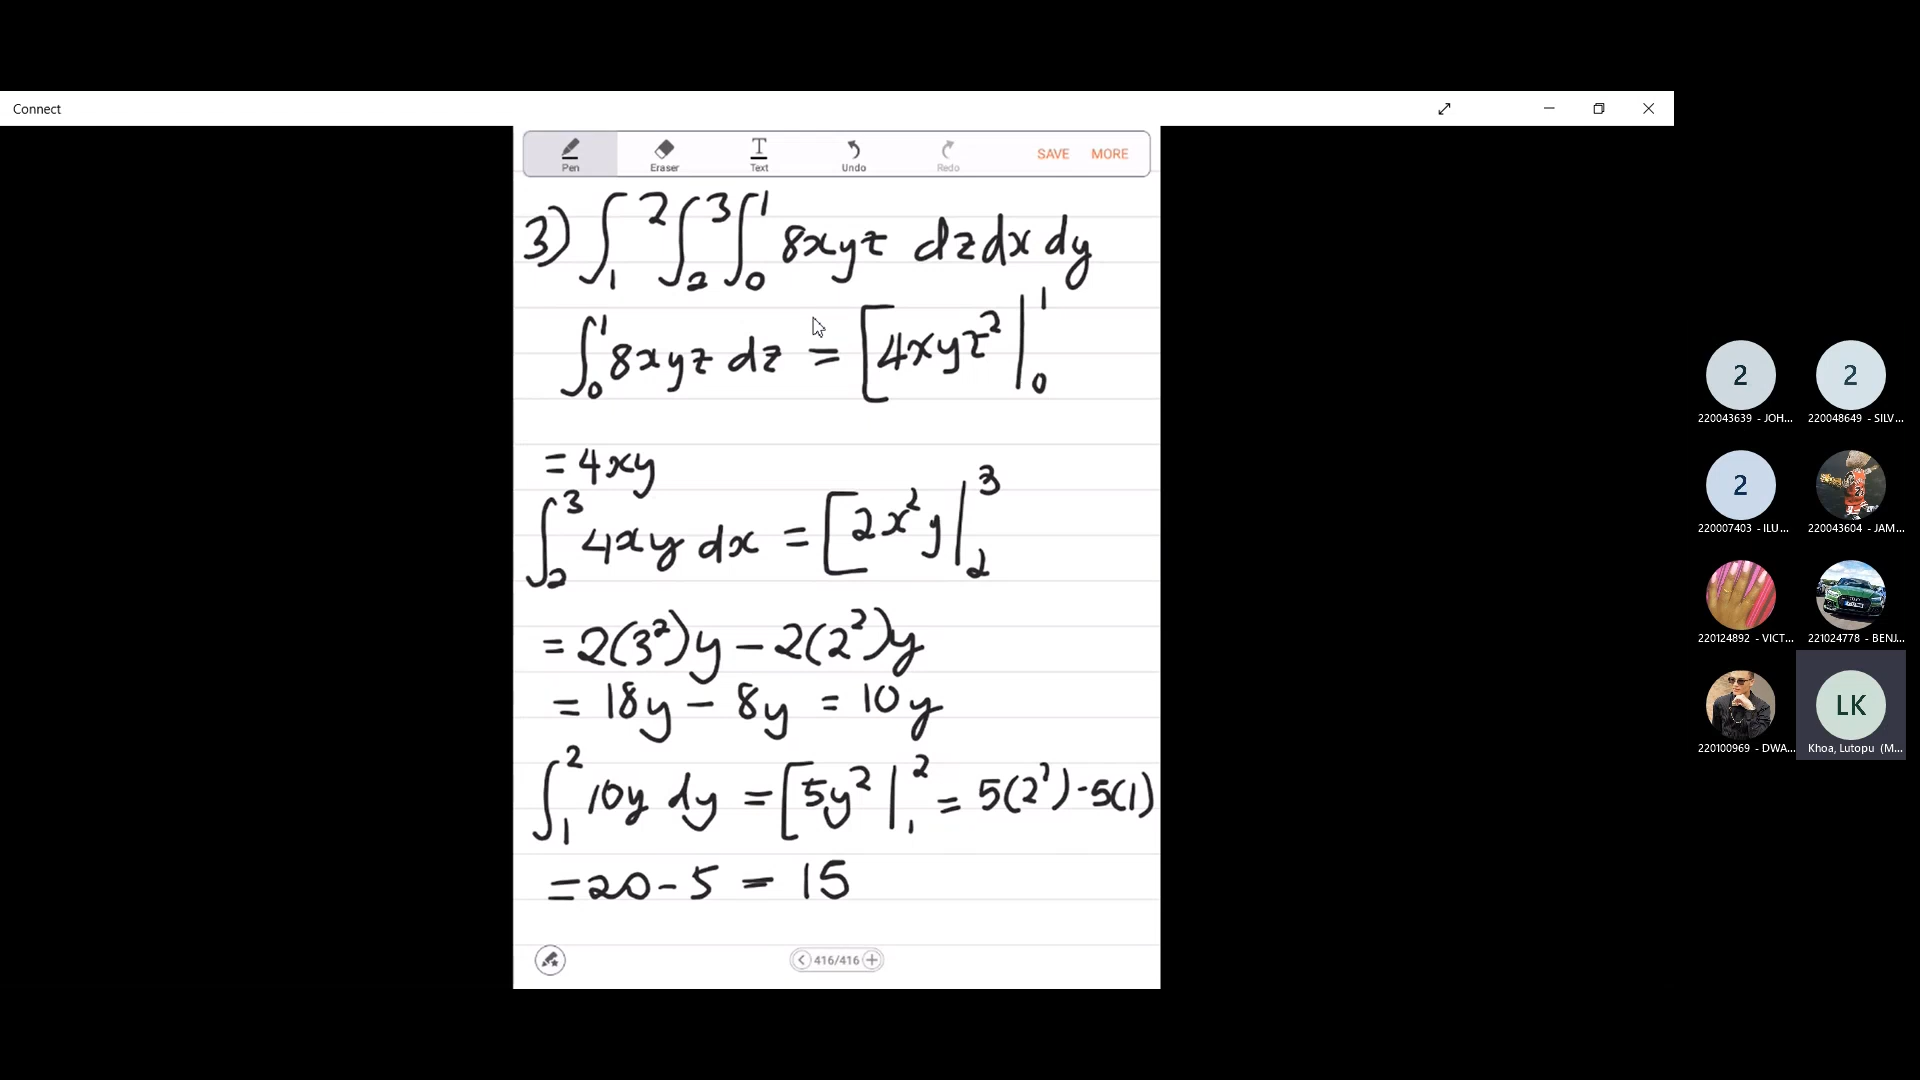 Connect
Pen Eraser Text Undo Redo SAVE MORE
3) ∫₁² ∫₂³ ∫₀¹ 8xyz dz dx dy
∫₀¹ 8xyz dz = [4xyz² |₀¹
= 4xy
∫₂³ 4xy dx = [2x²y |₂³
= 2(3²)y - 2(2²)y
= 18y - 8y = 10y
∫₁² 10y dy = [5y² |₁² = 5(2²) - 5(1)
= 20 - 5 = 15
416/416
2 2
220043639 - JOH... 220048649 - SILV...
2
220007403 - ILU... 220043604 - JAM...
220124892 - VICT... 221024778 - BENJ...
LK
220100969 - DWA... Khoa, Lutopu (M...